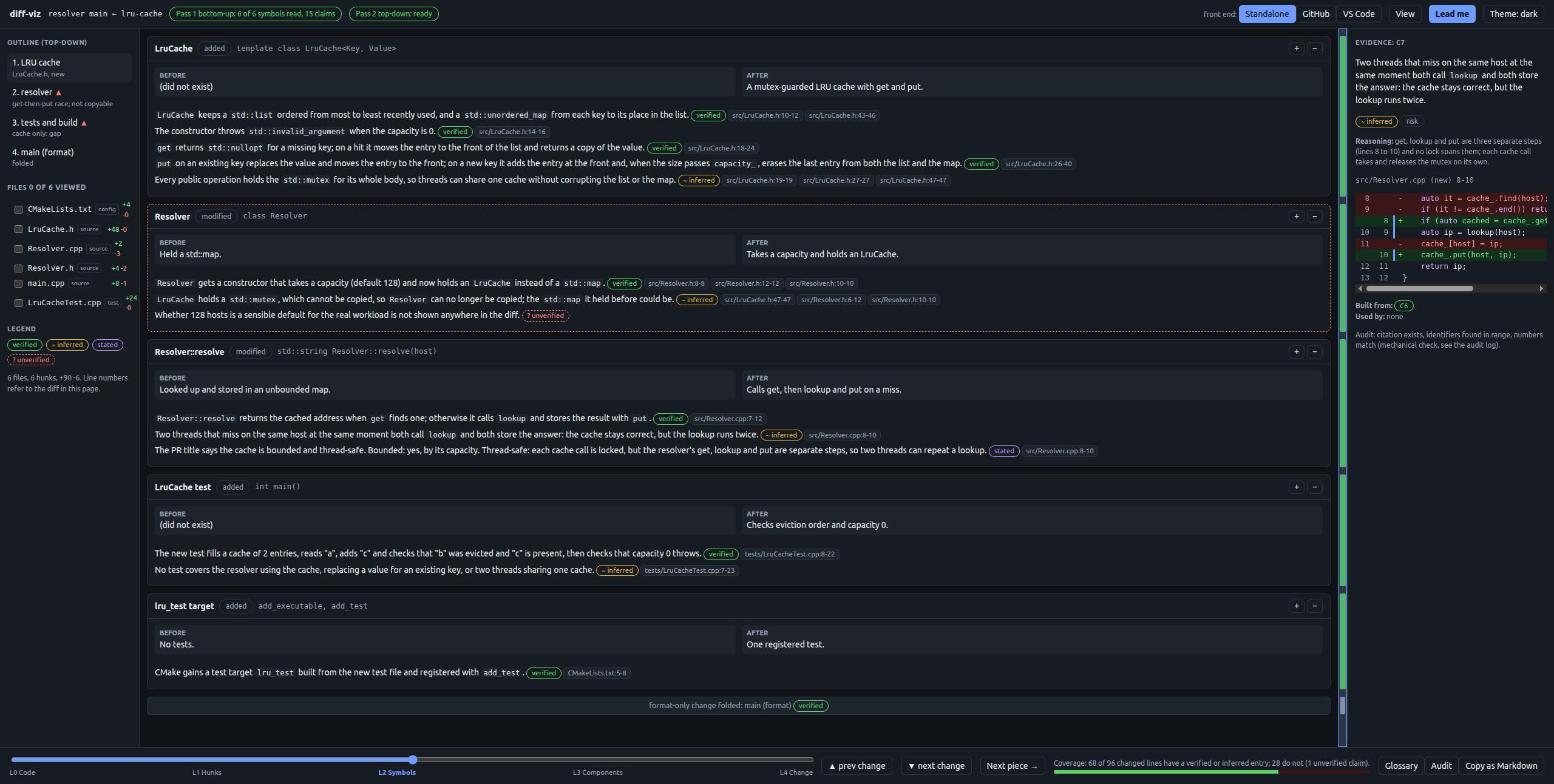 diff-viz resolver main ← lru-cache Pass 1 bottom-up: 6 of 6 symbols read, 15 claims Pass 2 top-down: ready front end: Standalone GitHub VS Code View Lead me Theme: dark
OUTLINE (TOP-DOWN)
1. LRU cache
LruCache.h, new
2. resolver ▲
get-then-put race; not copyable
3. tests and build ▲
cache only: gap
4. main (format)
folded
FILES 0 OF 6 VIEWED
CMakeLists.txt config +4 -0
LruCache.h source +48 -0
Resolver.cpp source +2 -3
Resolver.h source +4 -2
main.cpp source +8 -1
LruCacheTest.cpp test +24 -0
LEGEND
verified ~ inferred stated
? unverified
6 files, 6 hunks, +90 -6. Line numbers
refer to the diff in this page.
LruCache added template class LruCache<Key, Value> + −
BEFORE
(did not exist)
AFTER
A mutex-guarded LRU cache with get and put.
LruCache keeps a std::list ordered from most to least recently used, and a std::unordered_map from each key to its place in the list. verified src/LruCache.h:10-12 src/LruCache.h:43-46
The constructor throws std::invalid_argument when the capacity is 0. verified src/LruCache.h:14-16
get returns std::nullopt for a missing key; on a hit it moves the entry to the front of the list and returns a copy of the value. verified src/LruCache.h:18-24
put on an existing key replaces the value and moves the entry to the front; on a new key it adds the entry at the front and, when the size passes capacity_, erases the last entry from both the list and the map. verified src/LruCache.h:26-40
Every public operation holds the std::mutex for its whole body, so threads can share one cache without corrupting the list or the map. ~ inferred src/LruCache.h:19-19 src/LruCache.h:27-27 src/LruCache.h:47-47
Resolver modified class Resolver + −
BEFORE
Held a std::map.
AFTER
Takes a capacity and holds an LruCache.
Resolver gets a constructor that takes a capacity (default 128) and now holds an LruCache instead of a std::map. verified src/Resolver.h:8-8 src/Resolver.h:12-12 src/Resolver.h:10-10
LruCache holds a std::mutex, which cannot be copied, so Resolver can no longer be copied; the std::map it held before could be. ~ inferred src/LruCache.h:47-47 src/Resolver.h:6-12 src/Resolver.h:10-10
Whether 128 hosts is a sensible default for the real workload is not shown anywhere in the diff. ? unverified
Resolver::resolve modified std::string Resolver::resolve(host) + −
BEFORE
Looked up and stored in an unbounded map.
AFTER
Calls get, then lookup and put on a miss.
Resolver::resolve returns the cached address when get finds one; otherwise it calls lookup and stores the result with put. verified src/Resolver.cpp:7-12
Two threads that miss on the same host at the same moment both call lookup and both store the answer: the cache stays correct, but the lookup runs twice. ~ inferred src/Resolver.cpp:8-10
The PR title says the cache is bounded and thread-safe. Bounded: yes, by its capacity. Thread-safe: each cache call is locked, but the resolver's get, lookup and put are separate steps, so two threads can repeat a lookup. stated src/Resolver.cpp:8-10
LruCache test added int main() + −
BEFORE
(did not exist)
AFTER
Checks eviction order and capacity 0.
The new test fills a cache of 2 entries, reads "a", adds "c" and checks that "b" was evicted and "c" is present, then checks that capacity 0 throws. verified tests/LruCacheTest.cpp:8-22
No test covers the resolver using the cache, replacing a value for an existing key, or two threads sharing one cache. ~ inferred tests/LruCacheTest.cpp:7-23
lru_test target added add_executable, add_test + −
BEFORE
No tests.
AFTER
One registered test.
CMake gains a test target lru_test built from the new test file and registered with add_test. verified CMakeLists.txt:5-8
format-only change folded: main (format) verified
EVIDENCE: C7
Two threads that miss on the same host at the
same moment both call lookup and both store
the answer: the cache stays correct, but the
lookup runs twice.
~ inferred risk
Reasoning: get, lookup and put are three separate steps
(lines 8 to 10) and no lock spans them; each cache call
takes and releases the mutex on its own.
src/Resolver.cpp (new) 8-10
8 - auto it = cache_.find(host);
9 - if (it != cache_.end()) retu
8 + if (auto cached = cache_.get
10 9 auto ip = lookup(host);
11 - cache_[host] = ip;
10 + cache_.put(host, ip);
12 11 return ip;
13 12 }
Built from: C6
Used by: none
Audit: citation exists, identifiers found in range, numbers
match (mechanical check, see the audit log).
L0 Code L1 Hunks L2 Symbols L3 Components L4 Change
▲ prev change ▼ next change Next piece → Coverage: 68 of 96 changed lines have a verified or inferred entry; 28 do not (1 unverified claim). Glossary Audit Copy as Markdown